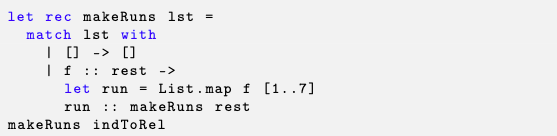 let rec makeRuns lst =
  match lst with
    | [] -> []
    | f :: rest ->
      let run = List.map f [1..7]
      run :: makeRuns rest
makeRuns indToRel